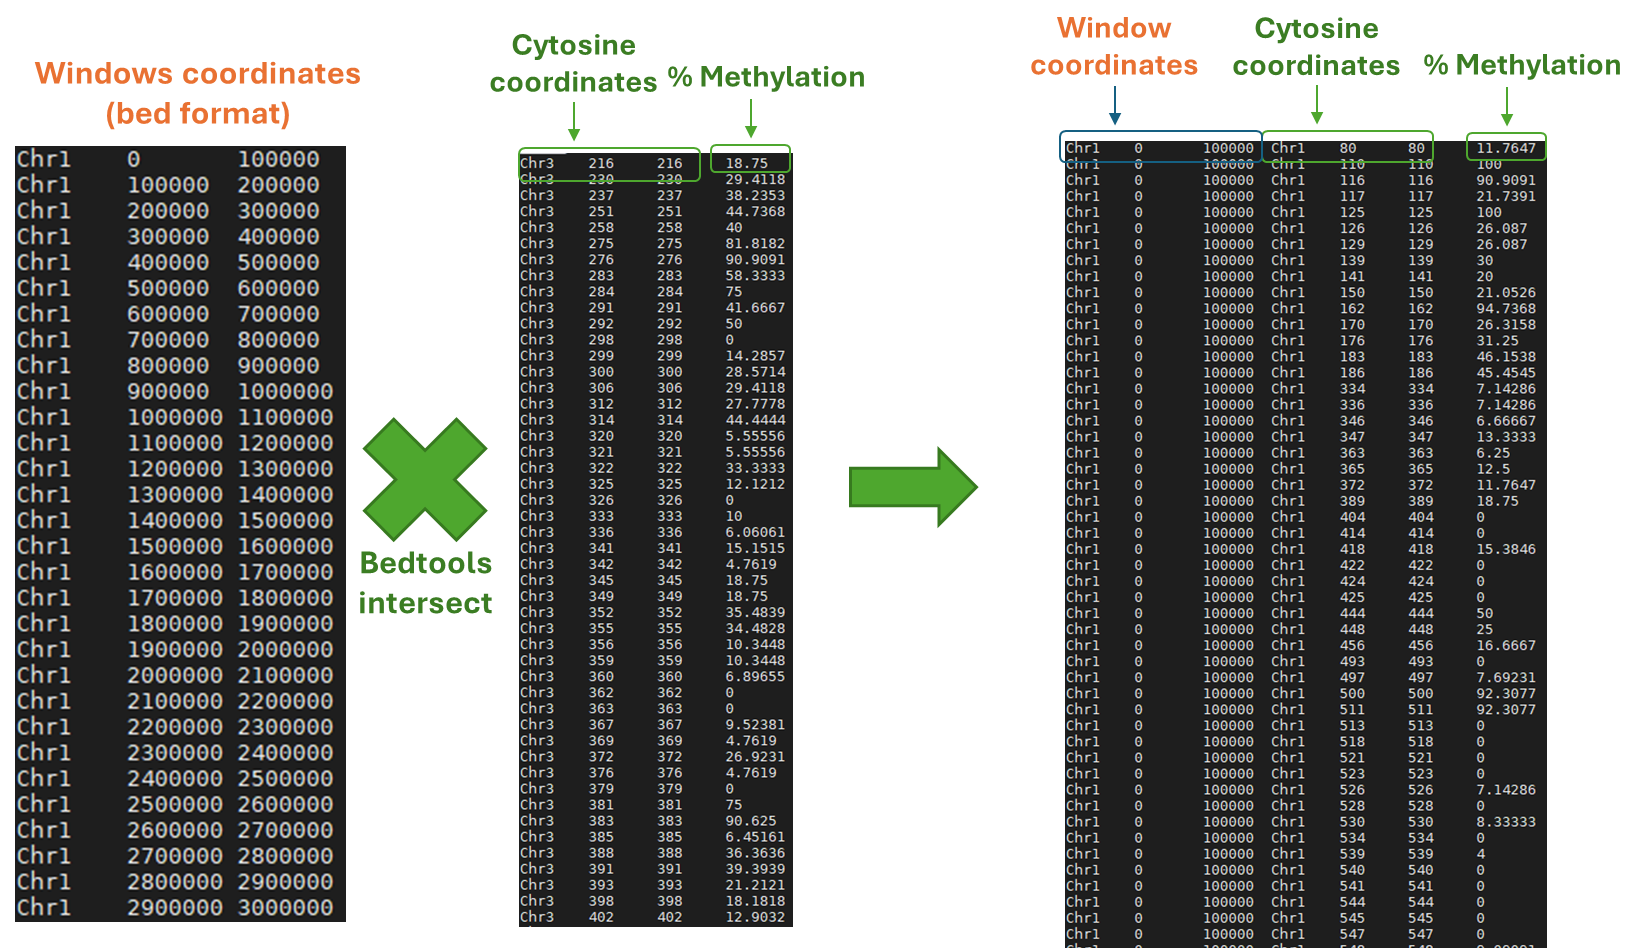 Windows coordinates
(bed format)
Chr1 0 100000
Chr1 100000 200000
Chr1 200000 300000
Chr1 300000 400000
Chr1 400000 500000
Chr1 500000 600000
Chr1 600000 700000
Chr1 700000 800000
Chr1 800000 900000
Chr1 900000 1000000
Chr1 1000000 1100000
Chr1 1100000 1200000
Chr1 1200000 1300000
Chr1 1300000 1400000
Chr1 1400000 1500000
Chr1 1500000 1600000
Chr1 1600000 1700000
Chr1 1700000 1800000
Chr1 1800000 1900000
Chr1 1900000 2000000
Chr1 2000000 2100000
Chr1 2100000 2200000
Chr1 2200000 2300000
Chr1 2300000 2400000
Chr1 2400000 2500000
Chr1 2500000 2600000
Chr1 2600000 2700000
Chr1 2700000 2800000
Chr1 2800000 2900000
Chr1 2900000 3000000
Bedtools
intersect
Cytosine
coordinates
% Methylation
Chr3 216 216 18.75
Chr3 230 230 29.4118
Chr3 237 237 38.2353
Chr3 251 251 44.7368
Chr3 258 258 40
Chr3 275 275 81.8182
Chr3 276 276 90.9091
Chr3 283 283 58.3333
Chr3 284 284 75
Chr3 291 291 41.6667
Chr3 292 292 50
Chr3 298 298 0
Chr3 299 299 14.2857
Chr3 300 300 28.5714
Chr3 306 306 29.4118
Chr3 312 312 27.7778
Chr3 314 314 44.4444
Chr3 320 320 5.55556
Chr3 321 321 5.55556
Chr3 322 322 33.3333
Chr3 325 325 12.1212
Chr3 326 326 0
Chr3 333 333 10
Chr3 336 336 6.06061
Chr3 341 341 15.1515
Chr3 342 342 4.7619
Chr3 345 345 18.75
Chr3 349 349 18.75
Chr3 352 352 35.4839
Chr3 355 355 34.4828
Chr3 356 356 10.3448
Chr3 359 359 10.3448
Chr3 360 360 6.89655
Chr3 362 362 0
Chr3 363 363 0
Chr3 367 367 9.52381
Chr3 369 369 4.7619
Chr3 372 372 26.9231
Chr3 376 376 4.7619
Chr3 379 379 0
Chr3 381 381 75
Chr3 383 383 90.625
Chr3 385 385 6.45161
Chr3 388 388 36.3636
Chr3 391 391 39.3939
Chr3 393 393 21.2121
Chr3 398 398 18.1818
Chr3 402 402 12.9032
Window
coordinates
Cytosine
coordinates
% Methylation
Chr1 0 100000 Chr1 80 80 11.7647
Chr1 0 100000 Chr1 110 110 100
Chr1 0 100000 Chr1 116 116 90.9091
Chr1 0 100000 Chr1 117 117 21.7391
Chr1 0 100000 Chr1 125 125 100
Chr1 0 100000 Chr1 126 126 26.087
Chr1 0 100000 Chr1 129 129 26.087
Chr1 0 100000 Chr1 139 139 30
Chr1 0 100000 Chr1 141 141 20
Chr1 0 100000 Chr1 150 150 21.0526
Chr1 0 100000 Chr1 162 162 94.7368
Chr1 0 100000 Chr1 170 170 26.3158
Chr1 0 100000 Chr1 176 176 31.25
Chr1 0 100000 Chr1 183 183 46.1538
Chr1 0 100000 Chr1 186 186 45.4545
Chr1 0 100000 Chr1 334 334 7.14286
Chr1 0 100000 Chr1 336 336 7.14286
Chr1 0 100000 Chr1 346 346 6.66667
Chr1 0 100000 Chr1 347 347 13.3333
Chr1 0 100000 Chr1 363 363 6.25
Chr1 0 100000 Chr1 365 365 12.5
Chr1 0 100000 Chr1 372 372 11.7647
Chr1 0 100000 Chr1 389 389 18.75
Chr1 0 100000 Chr1 404 404 0
Chr1 0 100000 Chr1 414 414 0
Chr1 0 100000 Chr1 418 418 15.3846
Chr1 0 100000 Chr1 422 422 0
Chr1 0 100000 Chr1 424 424 0
Chr1 0 100000 Chr1 425 425 0
Chr1 0 100000 Chr1 444 444 50
Chr1 0 100000 Chr1 448 448 25
Chr1 0 100000 Chr1 456 456 16.6667
Chr1 0 100000 Chr1 493 493 0
Chr1 0 100000 Chr1 497 497 7.69231
Chr1 0 100000 Chr1 500 500 92.3077
Chr1 0 100000 Chr1 511 511 92.3077
Chr1 0 100000 Chr1 513 513 0
Chr1 0 100000 Chr1 518 518 0
Chr1 0 100000 Chr1 521 521 0
Chr1 0 100000 Chr1 523 523 0
Chr1 0 100000 Chr1 526 526 7.14286
Chr1 0 100000 Chr1 528 528 0
Chr1 0 100000 Chr1 530 530 8.33333
Chr1 0 100000 Chr1 534 534 0
Chr1 0 100000 Chr1 539 539 4
Chr1 0 100000 Chr1 540 540 0
Chr1 0 100000 Chr1 541 541 0
Chr1 0 100000 Chr1 544 544 0
Chr1 0 100000 Chr1 545 545 0
Chr1 0 100000 Chr1 547 547 0